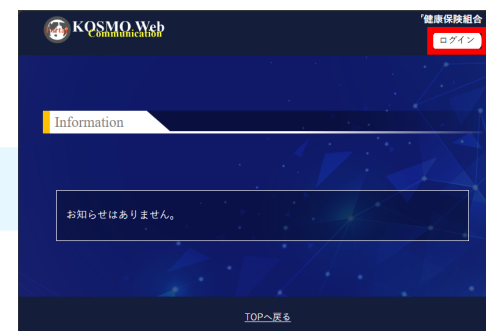 KOSMO Web
Communication
健康保険組合
ログイン
Information
お知らせはありません。
TOPへ戻る